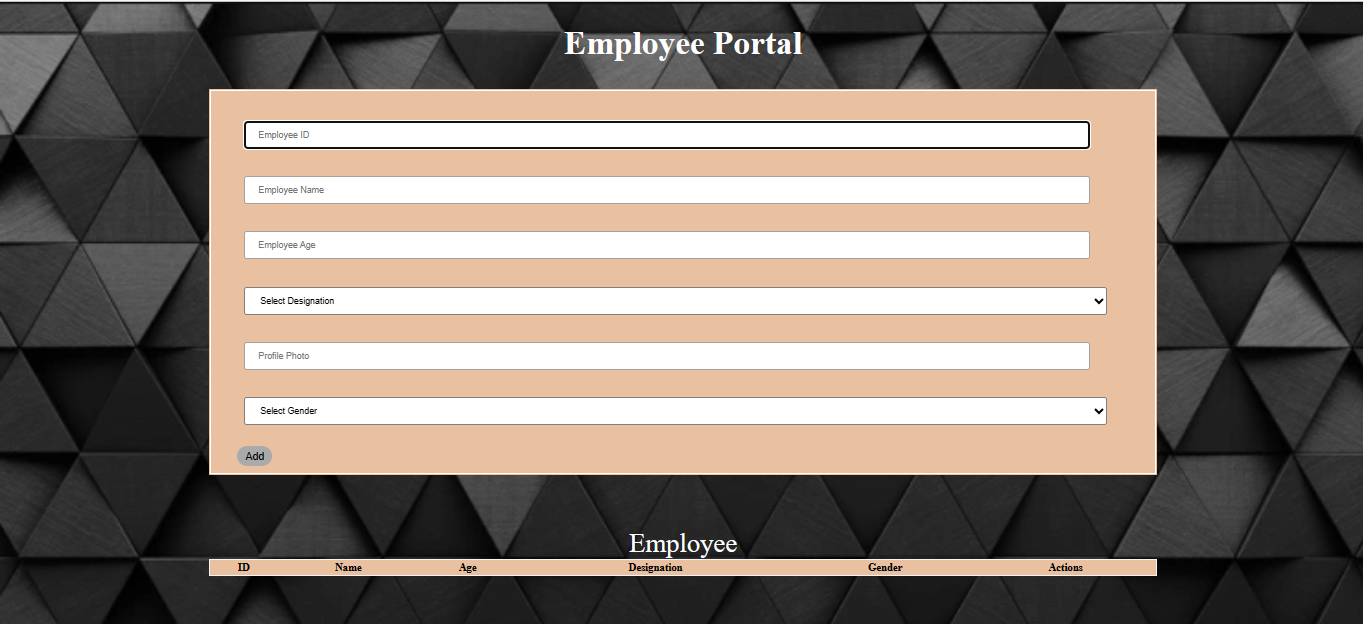 Employee Portal
Employee ID
Employee Name
Employee Age
Select Designation
Profile Photo
Select Gender
Add
Employee
ID Name Age Designation Gender Actions